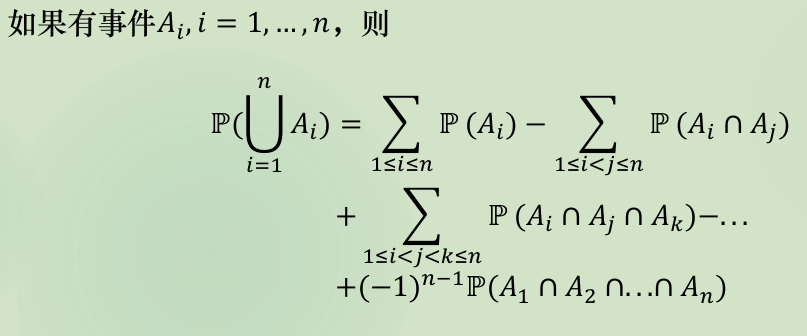 如果有事件A_i, i = 1, ..., n，则
ℙ(⋃_{i=1}^{n} A_i) = ∑_{1≤i≤n} ℙ (A_i) − ∑_{1≤i<j≤n} ℙ (A_i ∩ A_j)
+ ∑_{1≤i<j<k≤n} ℙ (A_i ∩ A_j ∩ A_k)−...
+(−1)^{n−1}ℙ(A_1 ∩ A_2 ∩...∩ A_n)